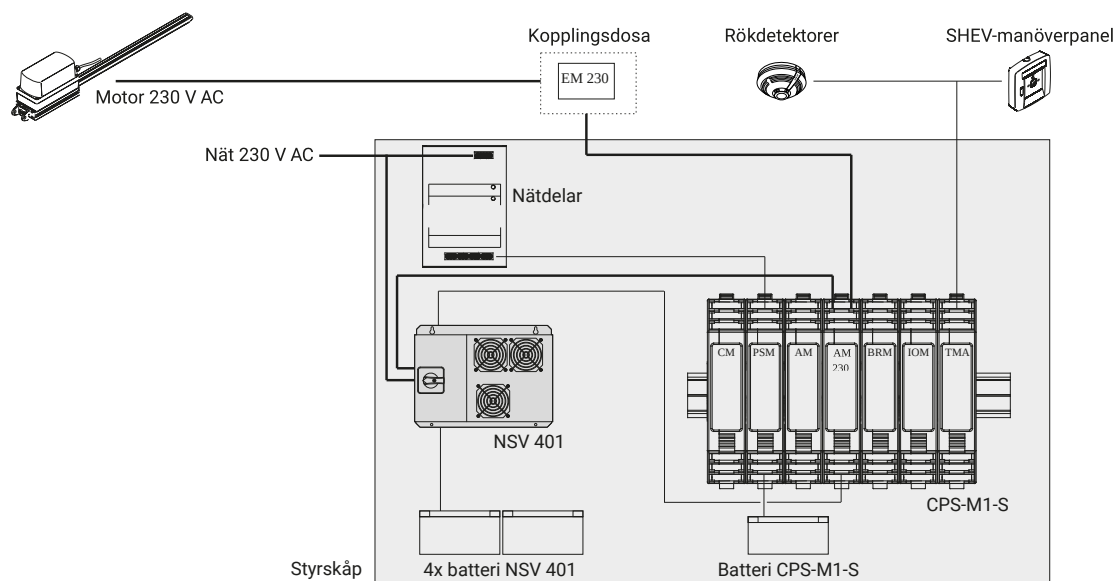 Kopplingsdosa
Rökdetektorer
SHEV-manöverpanel
EM 230
Motor 230 V AC
Nät 230 V AC
Nätdelar
CM
PSM
AM
AM
230
BRM
IOM
TMA
NSV 401
CPS-M1-S
Styrskåp
4x batteri NSV 401
Batteri CPS-M1-S